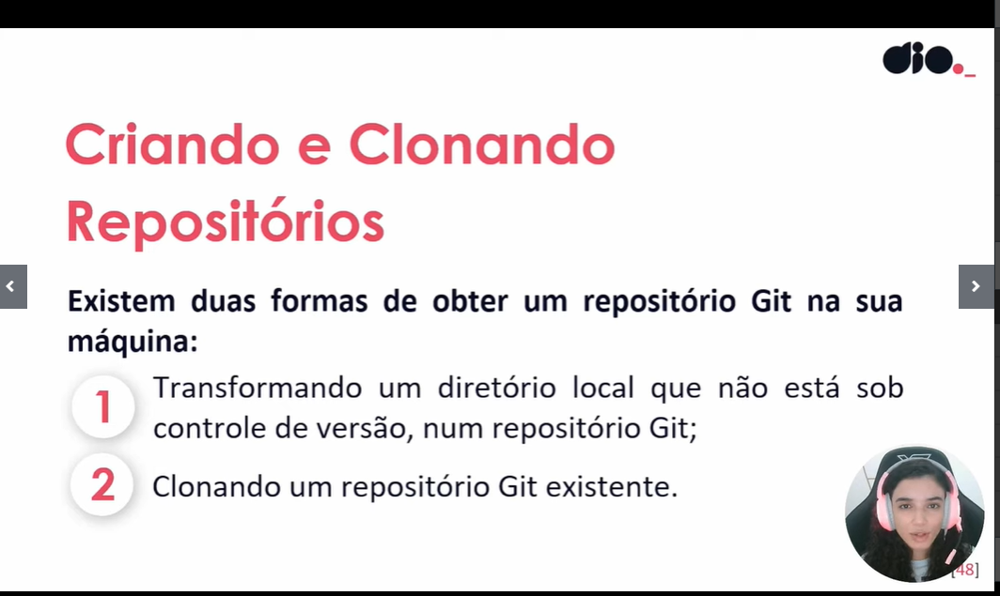 dio._
Criando e Clonando
Repositórios
Existem duas formas de obter um repositório Git na sua
máquina:
1
Transformando um diretório local que não está sob
controle de versão, num repositório Git;
2
Clonando um repositório Git existente.
[48]